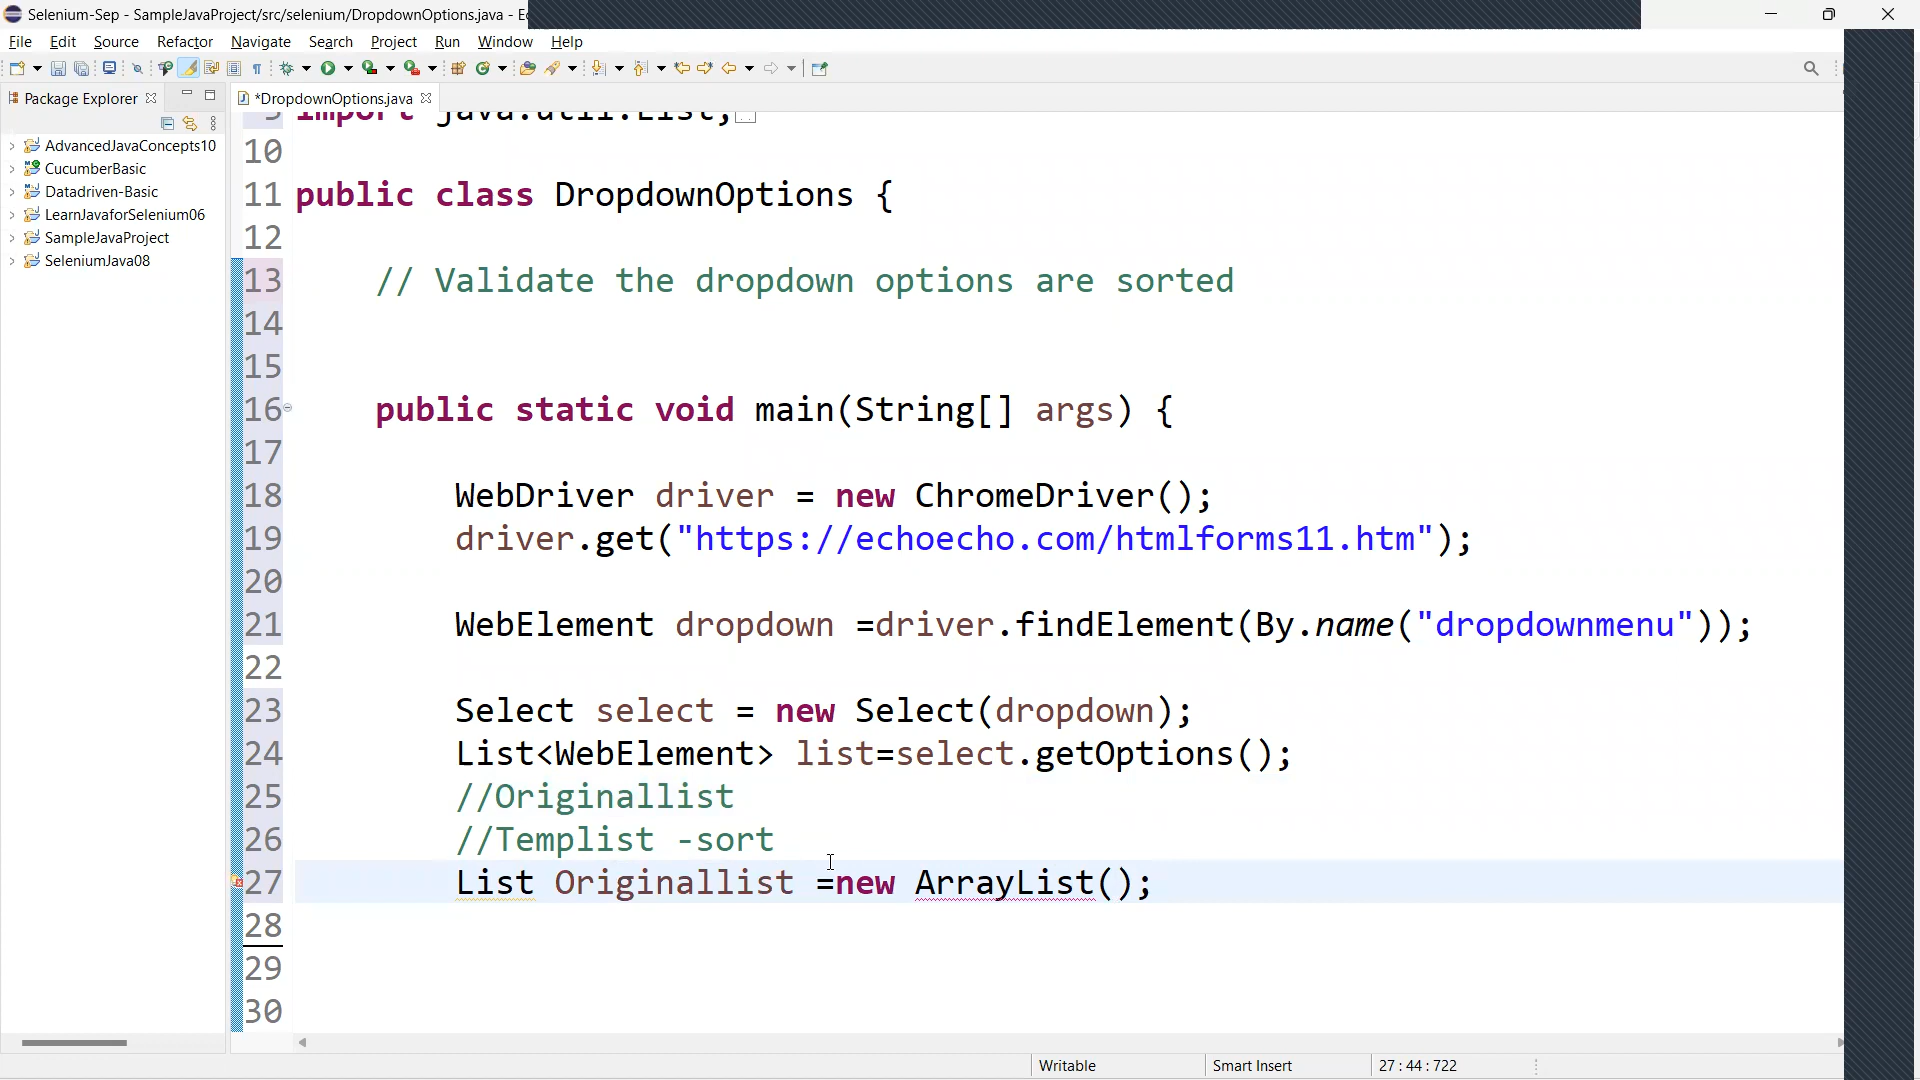 Selenium-Sep - SampleJavaProject/src/selenium/DropdownOptions.java -
File Edit Source Refactor Navigate Search Project Run Window Help
Package Explorer
*DropdownOptions.java
AdvancedJavaConcepts10
CucumberBasic
Datadriven-Basic
LearnJavaforSelenium06
SampleJavaProject
SeleniumJava08
import java.util.List;
10
11 public class DropdownOptions {
12
13 // Validate the dropdown options are sorted
14
15
16 public static void main(String[] args) {
17
18 WebDriver driver = new ChromeDriver();
19 driver.get("https://echoecho.com/htmlforms11.htm");
20
21 WebElement dropdown =driver.findElement(By.name("dropdownmenu"));
22
23 Select select = new Select(dropdown);
24 List<WebElement> list=select.getOptions();
25 //Originallist
26 //Templist -sort
27 List Originallist =new ArrayList();
28
29
30
Writable Smart Insert 27 : 44 : 722